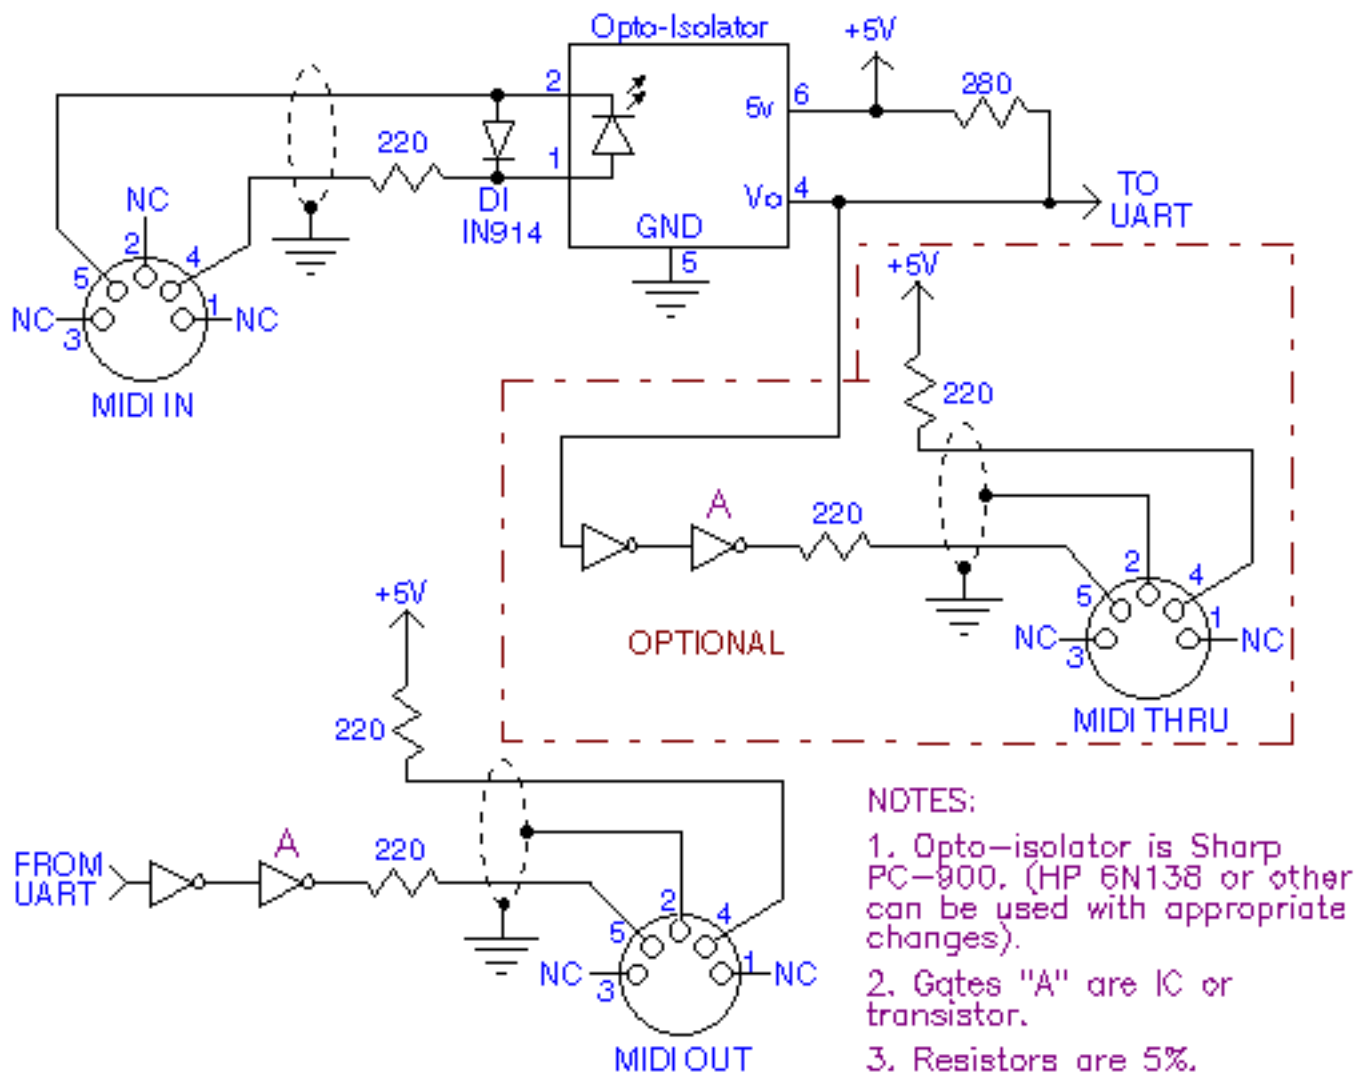 Opto-Isolator
+5V
2
6
280
5v
220
1
4
Vo
TO
UART
DI
IN914
GND
5
NC
2
4
5
1
NC
3
NC
MIDI IN
+5V
220
A
220
2
4
5
1
NC
3
NC
OPTIONAL
MIDI THRU
+5V
220
FROM
UART
A
220
2
4
5
1
NC
3
NC
MIDI OUT
NOTES:
1. Opto-isolator is Sharp
PC-900. (HP 6N138 or other
can be used with appropriate
changes).
2. Gates "A" are IC or
transistor.
3. Resistors are 5%.